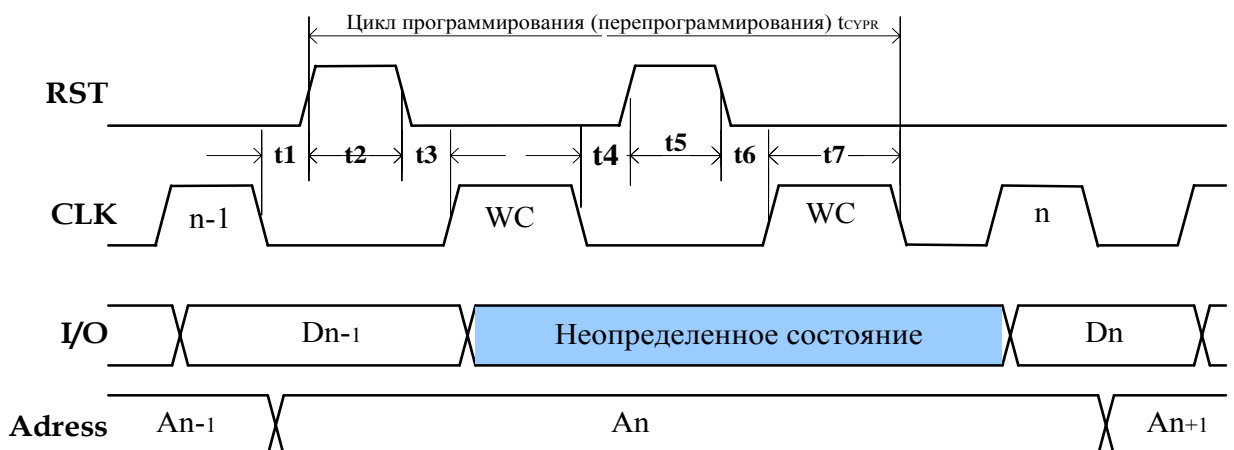 Цикл программирования (перепрограммирования) tCYPR
RST
t1 t2 t3 t4 t5 t6 t7
CLK n-1 WC WC n
I/O Dn-1 Неопределенное состояние Dn
Adress An-1 An An+1